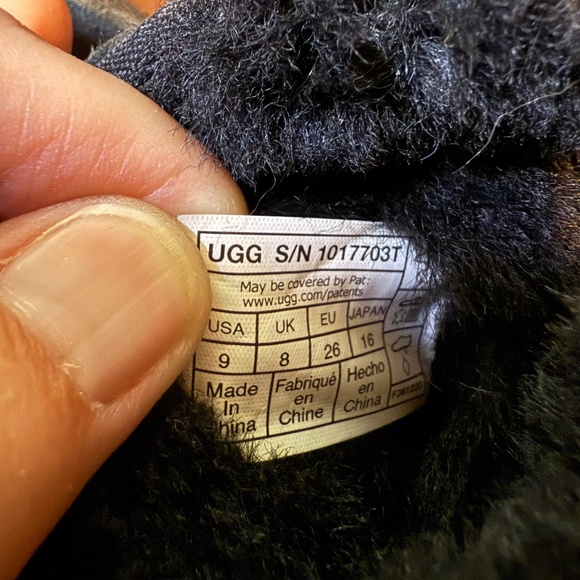 UGG S/N 1017703T
May be covered by Pat:
www.ugg.com/patents
USA UK EU JAPAN
9 8 26 16
Made In China
Fabriqué en Chine
Hecho en China